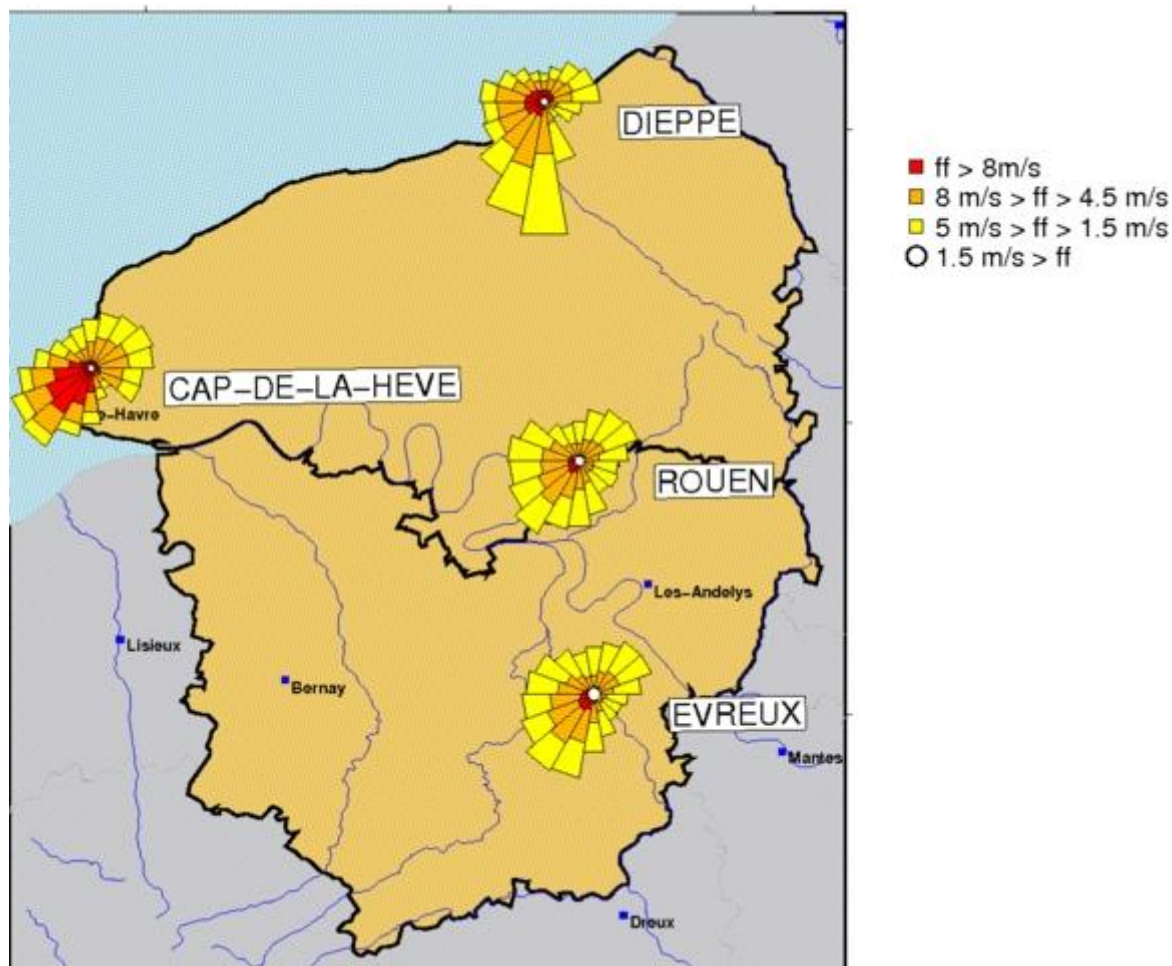 DIEPPE
ff > 8m/s
8 m/s > ff > 4.5 m/s
5 m/s > ff > 1.5 m/s
1.5 m/s > ff
CAP-DE-LA-HEVE
e-Havre
ROUEN
Les-Andelys
Lisieux
Bernay
EVREUX
Mantes
Dreux